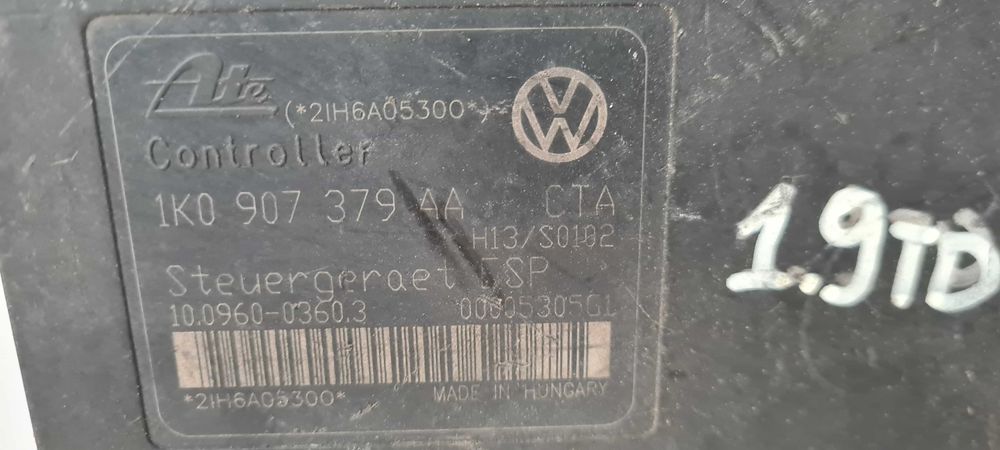 Ate (*2IH6A05300*)
Controller
1K0 907 379 AA CTA
H13/S0102
Steuergeraet ESP
10.0960-0360.3 00005305G1
*2IH6A05300* MADE IN HUNGARY
1.9TD